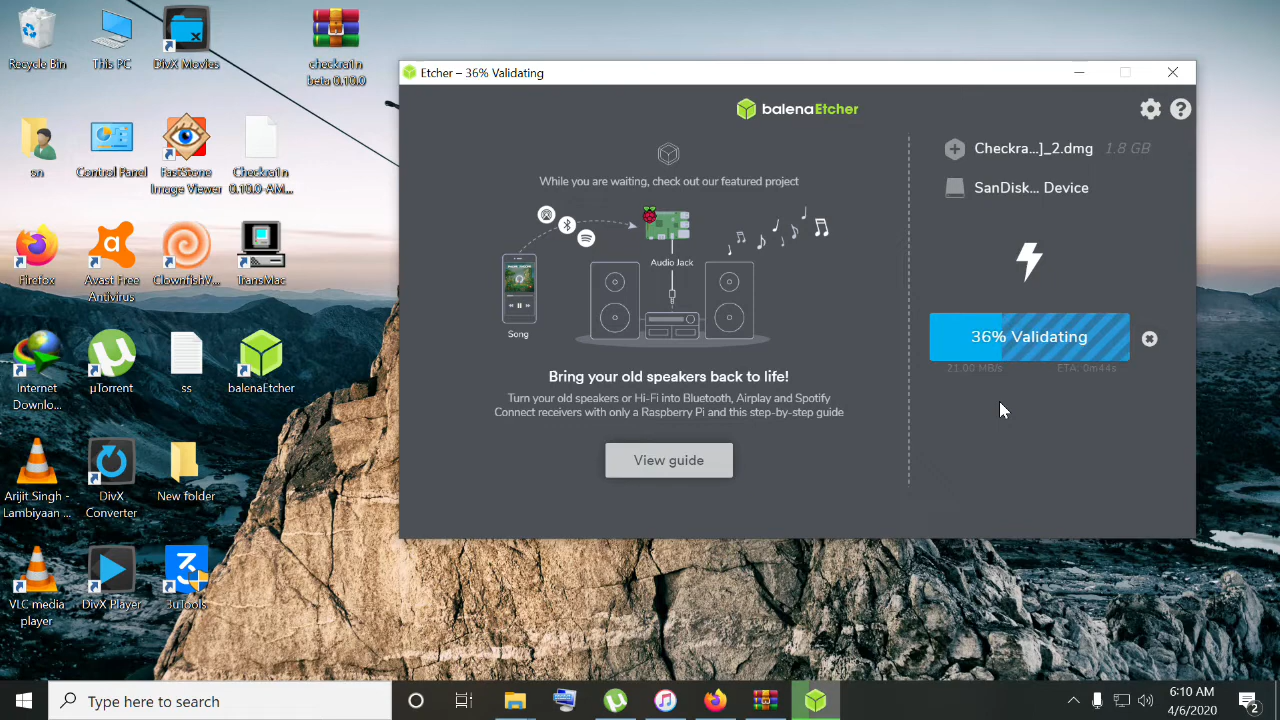 Recycle Bin
This PC
DivX Movies
checkra1n
beta 0.10.0
sn
Control Panel
FastStone
Image Viewer
Checkra1n
0.10.0-AM...
Firefox
Avast Free
Antivirus
ClownfishV...
TransMac
Internet
Downlo...
µTorrent
ss
balenaEtcher
Arijit Singh -
Lambiyaan ...
DivX
Converter
New folder
VLC media
player
DivX Player
3uTools
Etcher – 36% Validating
balenaEtcher
While you are waiting, check out our featured project
Audio Jack
Song
Bring your old speakers back to life!
Turn your old speakers or Hi-Fi into Bluetooth, Airplay and Spotify
Connect receivers with only a Raspberry Pi and this step-by-step guide
View guide
Checkra...]_2.dmg 1.8 GB
SanDisk... Device
36% Validating
21.00 MB/s ETA: 0m44s
Type here to search
6:10 AM
4/6/2020
2